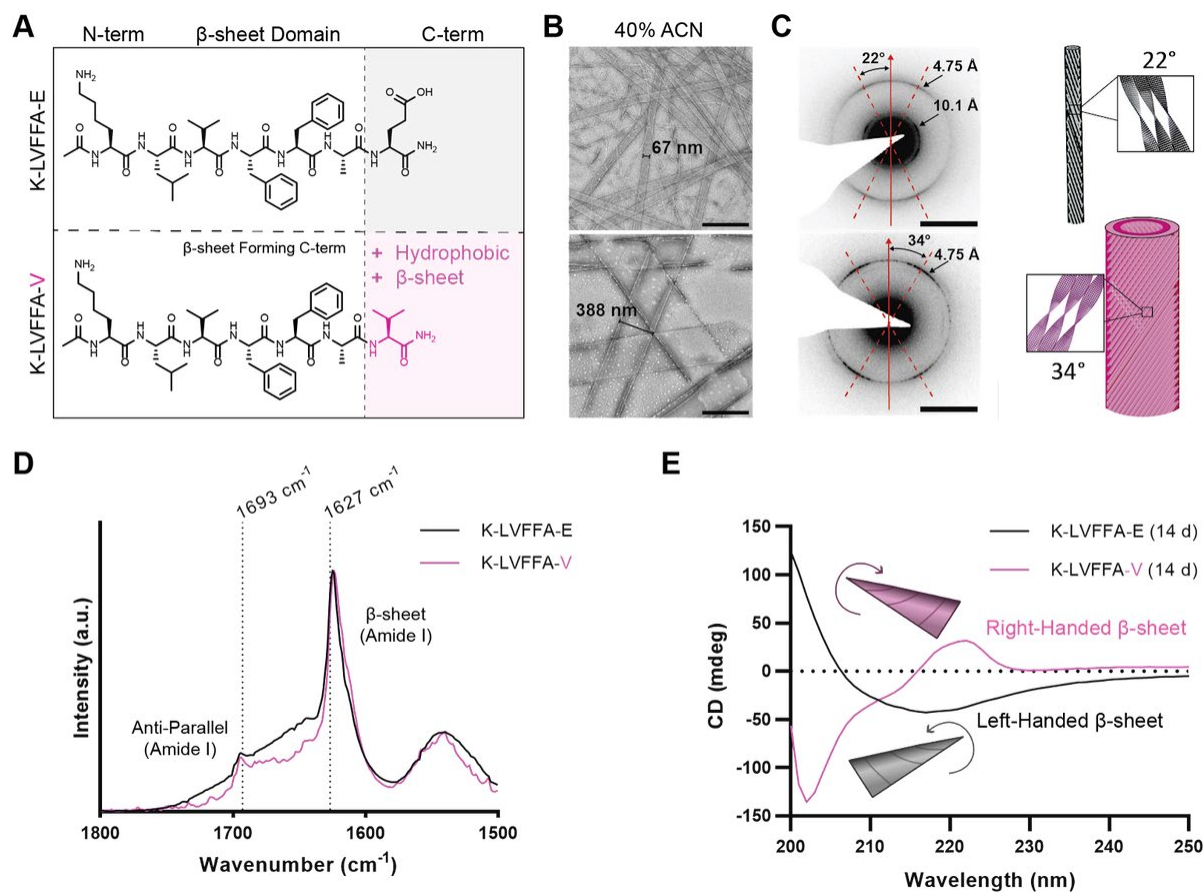 A
N-term
β-sheet Domain
C-term
K-LVFFA-E
NH2
O
OH
O
H
N
O
H
N
O
H
N
O
NH2
N
H
O
N
H
O
N
H
O
N
H
O
K-LVFFA-V
β-sheet Forming C-term
+ Hydrophobic
+ β-sheet
NH2
O
H
N
O
H
N
O
H
N
O
NH2
N
H
O
N
H
O
N
H
O
N
H
O
B
40% ACN
67 nm
388 nm
C
22°
4.75 Å
10.1 Å
34°
4.75 Å
22°
34°
D
1693 cm-1
1627 cm-1
K-LVFFA-E
K-LVFFA-V
β-sheet
(Amide I)
Anti-Parallel
(Amide I)
Intensity (a.u.)
1800
1700
1600
1500
Wavenumber (cm-1)
E
150
100
50
0
-50
-100
-150
CD (mdeg)
K-LVFFA-E (14 d)
K-LVFFA-V (14 d)
Right-Handed β-sheet
Left-Handed β-sheet
200
210
220
230
240
250
Wavelength (nm)